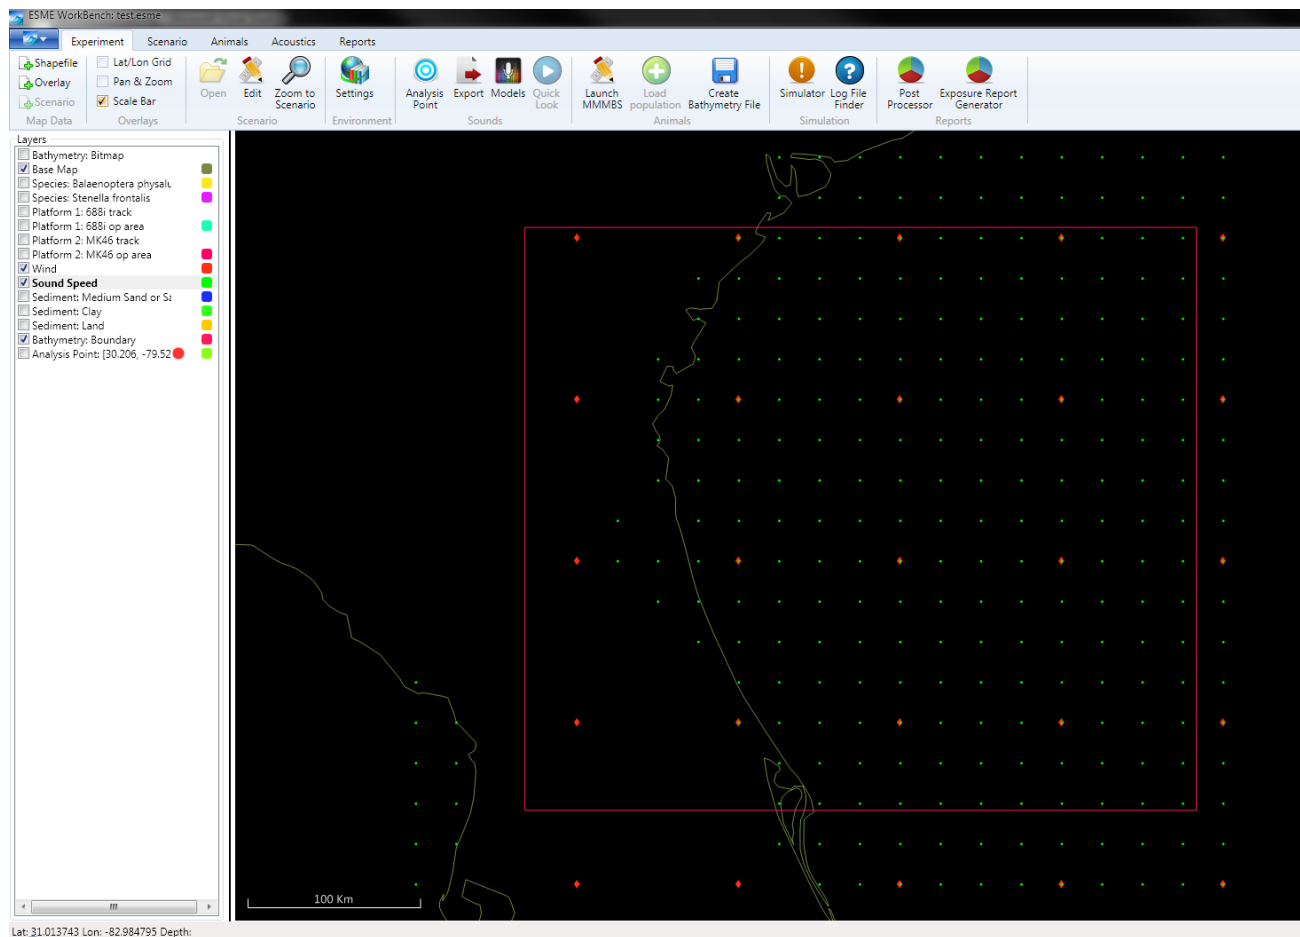 ESME WorkBench: test.esme
Experiment Scenario Animals Acoustics Reports
Shapefile
Overlay
Scenario
Map Data
Lat/Lon Grid
Pan & Zoom
Scale Bar
Overlays
Open
Edit
Zoom to
Scenario
Scenario
Settings
Environment
Analysis
Point
Export
Models
Quick
Look
Sounds
Launch
MMMBS
Load
population
Create
Bathymetry File
Animals
Simulator
Log File
Finder
Simulation
Post
Processor
Exposure Report
Generator
Reports
Layers
Bathymetry: Bitmap
Base Map
Species: Balaenoptera physalu
Species: Stenella frontalis
Platform 1: 688i track
Platform 1: 688i op area
Platform 2: MK46 track
Platform 2: MK46 op area
Wind
Sound Speed
Sediment: Medium Sand or Sa
Sediment: Clay
Sediment: Land
Bathymetry: Boundary
Analysis Point: [30.206, -79.52
100 Km
Lat: 31.013743 Lon: -82.984795 Depth: